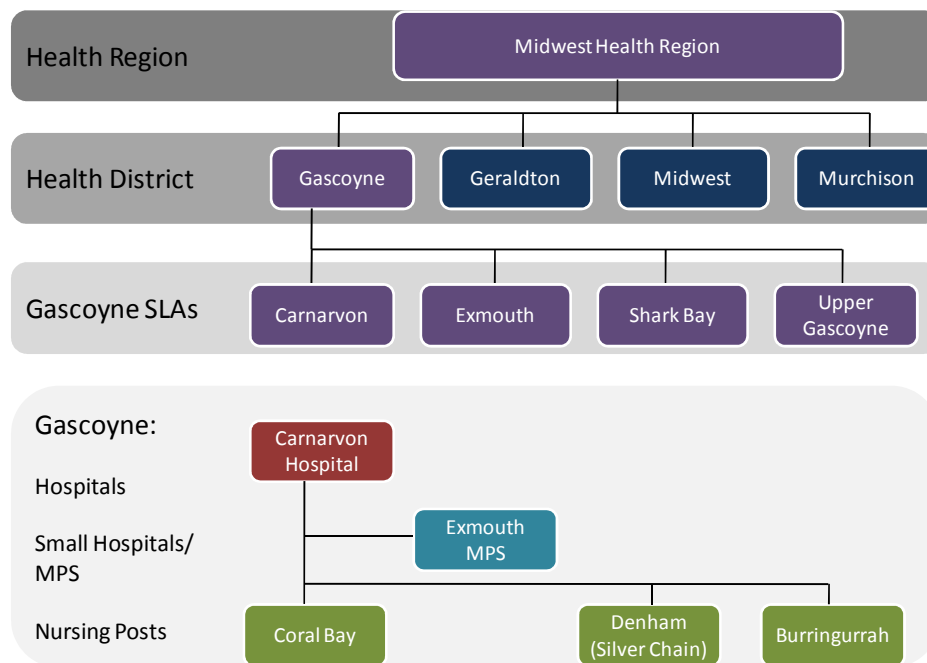 Health Region
Midwest Health Region
Health District
Gascoyne
Geraldton
Midwest
Murchison
Gascoyne SLAs
Carnarvon
Exmouth
Shark Bay
Upper
Gascoyne
Gascoyne:
Carnarvon
Hospital
Hospitals
Small Hospitals/
MPS
Exmouth
MPS
Nursing Posts
Coral Bay
Denham
(Silver Chain)
Burringurrah